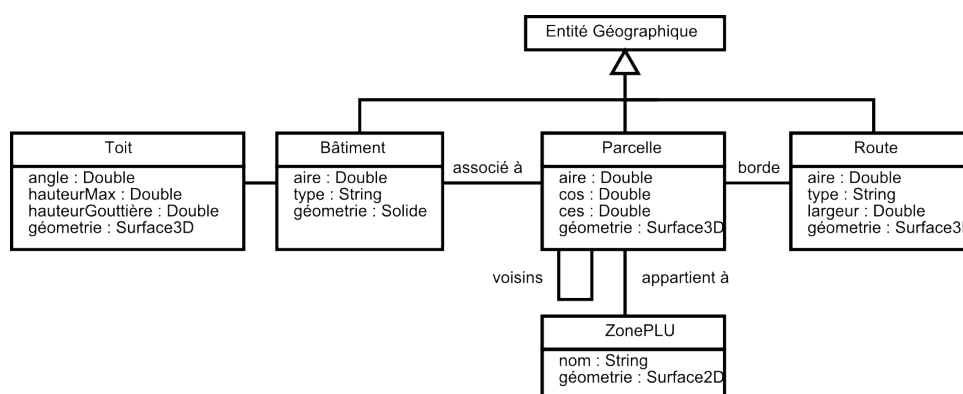 Entité Géographique
Toit
angle : Double
hauteurMax : Double
hauteurGouttière : Double
géometrie : Surface3D
Bâtiment
aire : Double
type : String
géometrie : Solide
associé à
Parcelle
aire : Double
cos : Double
ces : Double
géometrie : Surface3D
borde
Route
aire : Double
type : String
largeur : Double
géometrie : Surface3D
voisins
appartient à
ZonePLU
nom : String
géometrie : Surface2D